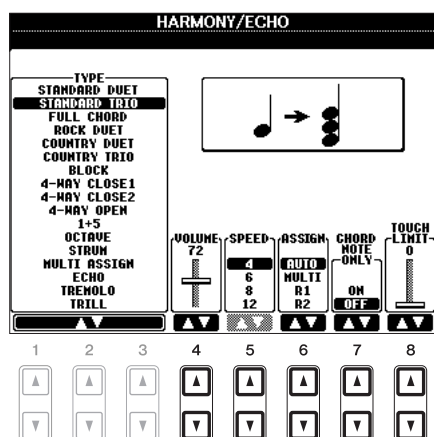 HARMONY/ECHO
TYPE
STANDARD DUET
STANDARD TRIO
FULL CHORD
ROCK DUET
COUNTRY DUET
COUNTRY TRIO
BLOCK
4-WAY CLOSE1
4-WAY CLOSE2
4-WAY OPEN
1+5
OCTAVE
STRUM
MULTI ASSIGN
ECHO
TREMOLO
TRILL
VOLUME
72
SPEED
4
6
8
12
ASSIGN
AUTO
MULTI
R1
R2
CHORD
NOTE
ONLY
ON
OFF
TOUCH
LIMIT
0
1 2 3 4 5 6 7 8